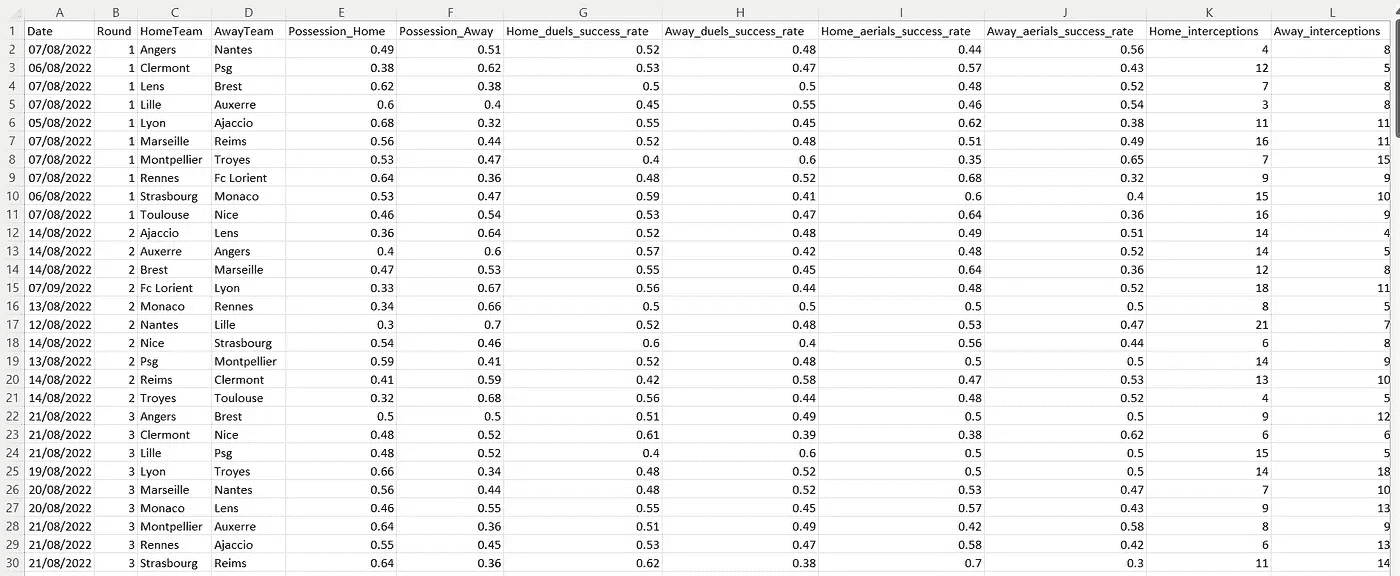 A B C D E F G H I J K L
1 Date Round HomeTeam AwayTeam Possession_Home Possession_Away Home_duels_success_rate Away_duels_success_rate Home_aerials_success_rate Away_aerials_success_rate Home_interceptions Away_interceptions
2 07/08/2022 1 Angers Nantes 0.49 0.51 0.52 0.48 0.44 0.56 4 8
3 06/08/2022 1 Clermont Psg 0.38 0.62 0.53 0.47 0.57 0.43 12 5
4 07/08/2022 1 Lens Brest 0.62 0.38 0.5 0.5 0.48 0.52 7 8
5 07/08/2022 1 Lille Auxerre 0.6 0.4 0.45 0.55 0.46 0.54 3 8
6 05/08/2022 1 Lyon Ajaccio 0.68 0.32 0.55 0.45 0.62 0.38 11 11
7 07/08/2022 1 Marseille Reims 0.56 0.44 0.52 0.48 0.51 0.49 16 11
8 07/08/2022 1 Montpellier Troyes 0.53 0.47 0.4 0.6 0.35 0.65 7 15
9 07/08/2022 1 Rennes Fc Lorient 0.64 0.36 0.48 0.52 0.68 0.32 9 9
10 06/08/2022 1 Strasbourg Monaco 0.53 0.47 0.59 0.41 0.6 0.4 15 10
11 07/08/2022 1 Toulouse Nice 0.46 0.54 0.53 0.47 0.64 0.36 16 9
12 14/08/2022 2 Ajaccio Lens 0.36 0.64 0.52 0.48 0.49 0.51 14 4
13 14/08/2022 2 Auxerre Angers 0.4 0.6 0.57 0.42 0.48 0.52 14 5
14 14/08/2022 2 Brest Marseille 0.47 0.53 0.55 0.45 0.64 0.36 12 8
15 07/09/2022 2 Fc Lorient Lyon 0.33 0.67 0.56 0.44 0.48 0.52 18 11
16 13/08/2022 2 Monaco Rennes 0.34 0.66 0.5 0.5 0.5 0.5 8 5
17 12/08/2022 2 Nantes Lille 0.3 0.7 0.52 0.48 0.53 0.47 21 7
18 14/08/2022 2 Nice Strasbourg 0.54 0.46 0.6 0.4 0.56 0.44 6 8
19 13/08/2022 2 Psg Montpellier 0.59 0.41 0.52 0.48 0.5 0.5 14 9
20 14/08/2022 2 Reims Clermont 0.41 0.59 0.42 0.58 0.47 0.53 13 10
21 14/08/2022 2 Troyes Toulouse 0.32 0.68 0.56 0.44 0.48 0.52 4 5
22 21/08/2022 3 Angers Brest 0.5 0.5 0.51 0.49 0.5 0.5 9 12
23 21/08/2022 3 Clermont Nice 0.48 0.52 0.61 0.39 0.38 0.62 6 6
24 21/08/2022 3 Lille Psg 0.48 0.52 0.4 0.6 0.5 0.5 15 5
25 19/08/2022 3 Lyon Troyes 0.66 0.34 0.48 0.52 0.5 0.5 14 18
26 20/08/2022 3 Marseille Nantes 0.56 0.44 0.48 0.52 0.53 0.47 7 10
27 20/08/2022 3 Monaco Lens 0.46 0.55 0.55 0.45 0.57 0.43 9 13
28 21/08/2022 3 Montpellier Auxerre 0.64 0.36 0.51 0.49 0.42 0.58 8 9
29 21/08/2022 3 Rennes Ajaccio 0.55 0.45 0.53 0.47 0.58 0.42 6 13
30 21/08/2022 3 Strasbourg Reims 0.64 0.36 0.62 0.38 0.7 0.3 11 14